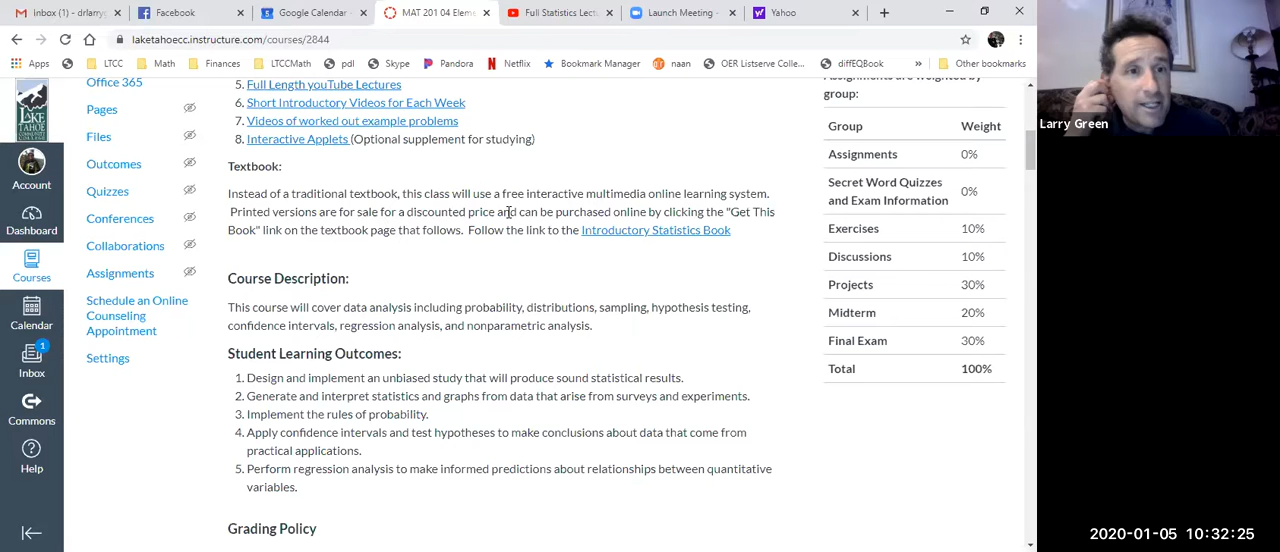 Inbox (1) - drlarryg
Facebook
Google Calendar -
MAT 201 04 Elem
Full Statistics Lect
Launch Meeting -
Yahoo
laketahoecc.instructure.com/courses/2844
Apps
LTCC
Math
Finances
LTCCMath
pdl
Skype
Pandora
Netflix
Bookmark Manager
naan
OER Listserve Colle...
diffEQBook
Other bookmarks
LAKE TAHOE
COMMUNITY COLLEGE
Account
Dashboard
Courses
Calendar
1
Inbox
Commons
Help
Office 365
Pages
Files
Outcomes
Quizzes
Conferences
Collaborations
Assignments
Schedule an Online
Counseling
Appointment
Settings
5. Full Length youTube Lectures
6. Short Introductory Videos for Each Week
7. Videos of worked out example problems
8. Interactive Applets (Optional supplement for studying)
Textbook:
Instead of a traditional textbook, this class will use a free interactive multimedia online learning system.
Printed versions are for sale for a discounted price and can be purchased online by clicking the "Get This
Book" link on the textbook page that follows. Follow the link to the Introductory Statistics Book
Course Description:
This course will cover data analysis including probability, distributions, sampling, hypothesis testing,
confidence intervals, regression analysis, and nonparametric analysis.
Student Learning Outcomes:
1. Design and implement an unbiased study that will produce sound statistical results.
2. Generate and interpret statistics and graphs from data that arise from surveys and experiments.
3. Implement the rules of probability.
4. Apply confidence intervals and test hypotheses to make conclusions about data that come from
practical applications.
5. Perform regression analysis to make informed predictions about relationships between quantitative
variables.
Grading Policy
Assignments are weighted by
group:
Group Weight
Assignments 0%
Secret Word Quizzes
and Exam Information 0%
Exercises 10%
Discussions 10%
Projects 30%
Midterm 20%
Final Exam 30%
Total 100%
Larry Green
2020-01-05 10:32:25